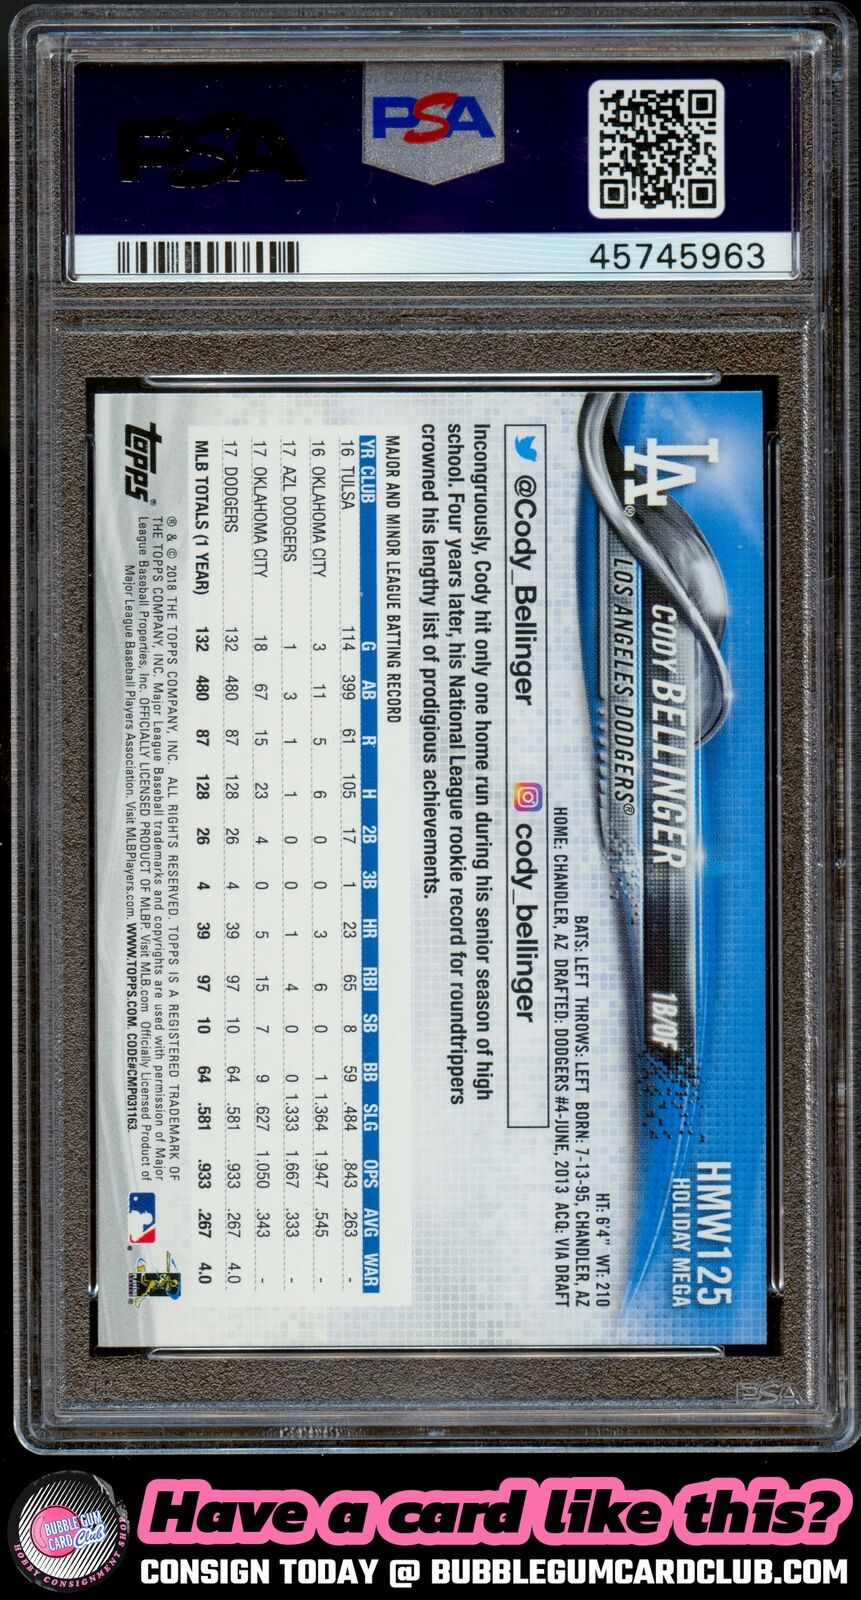 PSA
PSA
45745963
HMW125
HOLIDAY MEGA
LA®
CODY BELLINGER
1B/OF
LOS ANGELES DODGERS®
HT: 6'4" WT: 210
BATS: LEFT THROWS: LEFT BORN: 7-13-95, CHANDLER, AZ
HOME: CHANDLER, AZ DRAFTED: DODGERS #4-JUNE, 2013 ACQ: VIA DRAFT
@Cody_Bellinger cody_bellinger
Incongruously, Cody hit only one home run during his senior season of high
school. Four years later, his National League rookie record for roundtrippers
crowned his lengthy list of prodigious achievements.
MAJOR AND MINOR LEAGUE BATTING RECORD
YR CLUB G AB R H 2B 3B HR RBI SB BB SLG OPS AVG WAR
16 TULSA 114 399 61 105 17 1 23 65 8 59 .484 .843 .263 -
16 OKLAHOMA CITY 3 11 5 6 0 0 3 6 0 1 1.364 1.947 .545 -
17 AZL DODGERS 1 3 1 1 0 0 1 4 0 0 1.333 1.667 .333 -
17 OKLAHOMA CITY 18 67 15 23 4 0 5 15 7 9 .627 1.050 .343 -
17 DODGERS 132 480 87 128 26 4 39 97 10 64 .581 .933 .267 4.0
MLB TOTALS (1 YEAR) 132 480 87 128 26 4 39 97 10 64 .581 .933 .267 4.0
topps®
® & © 2018 THE TOPPS COMPANY, INC. ALL RIGHTS RESERVED. TOPPS IS A REGISTERED TRADEMARK OF
THE TOPPS COMPANY, INC. Major League Baseball trademarks and copyrights are used with permission of Major
League Baseball Properties, Inc. OFFICIALLY LICENSED PRODUCT OF MLBP. Visit MLB.com Officially Licensed Product of
Major League Baseball Players Association. Visit MLBPlayers.com. WWW.TOPPS.COM. CODE#CMP031163.
PSA
BUBBLE GUM
CARD Club
HOBBY CONSIGNMENT SHOP
Have a card like this?
CONSIGN TODAY @ BUBBLEGUMCARDCLUB.COM